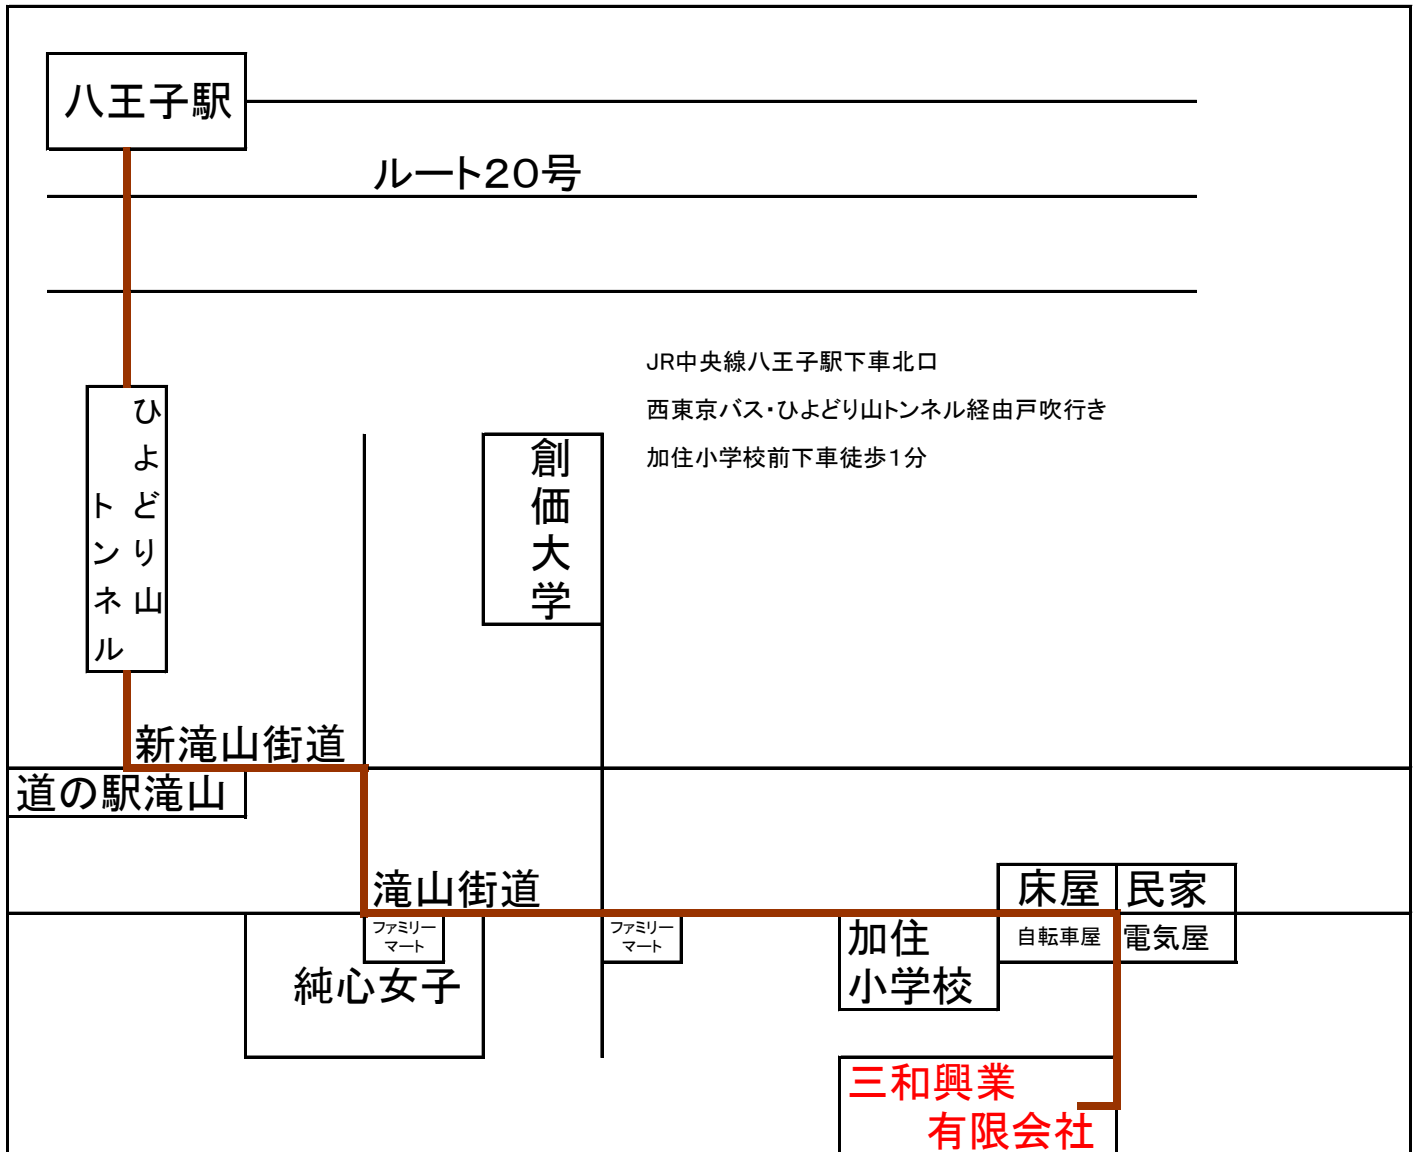 八王子駅
ルート20号
JR中央線八王子駅下車北口
西東京バス・ひよどり山トンネル経由戸吹行き
加住小学校前下車徒歩1分
ひよどり山
トンネル
創価大学
新滝山街道
道の駅滝山
滝山街道
床屋
民家
ファミリー
マート
ファミリー
マート
加住
小学校
自転車屋
電気屋
純心女子
三和興業
有限会社